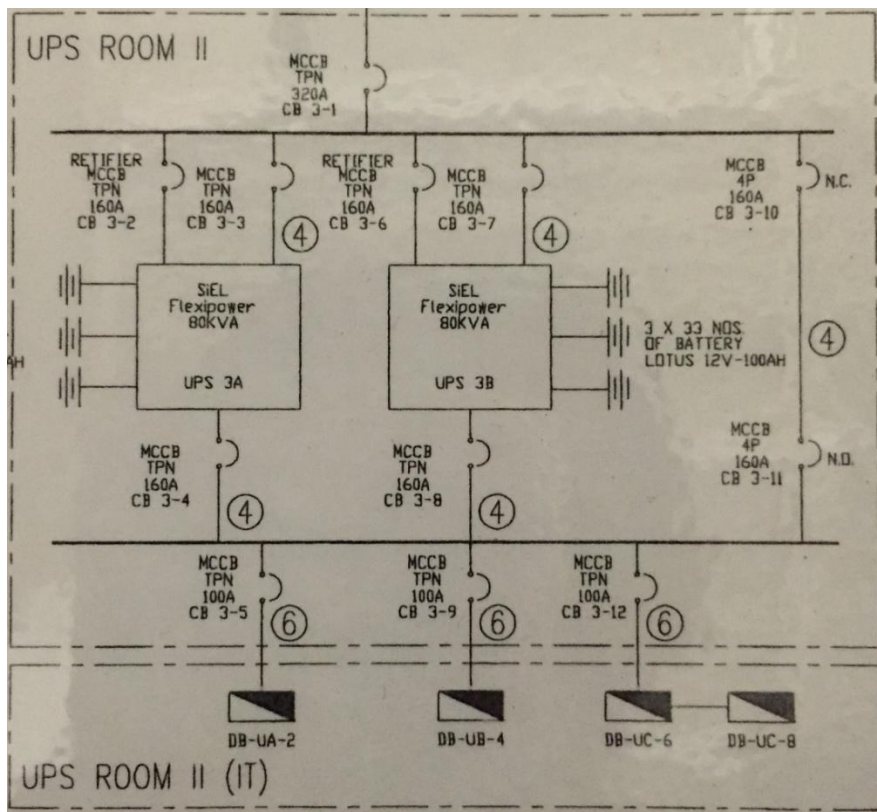 UPS ROOM II
MCCB
TPN
320A
CB 3-1
RETIFIER
MCCB
TPN
160A
CB 3-2
MCCB
TPN
160A
CB 3-3
④
RETIFIER
MCCB
TPN
160A
CB 3-6
MCCB
TPN
160A
CB 3-7
④
MCCB
4P
160A
CB 3-10
N.C.
SiEL
Flexipower
80KVA
UPS 3A
SiEL
Flexipower
80KVA
UPS 3B
3 X 33 NOS.
OF BATTERY
LOTUS 12V-100AH
④
AH
MCCB
TPN
160A
CB 3-4
④
MCCB
TPN
160A
CB 3-8
④
MCCB
4P
160A
CB 3-11
N.O.
MCCB
TPN
100A
CB 3-5
⑥
MCCB
TPN
100A
CB 3-9
⑥
MCCB
TPN
100A
CB 3-12
⑥
DB-UA-2
DB-UB-4
DB-UC-6
DB-UC-8
UPS ROOM II (IT)